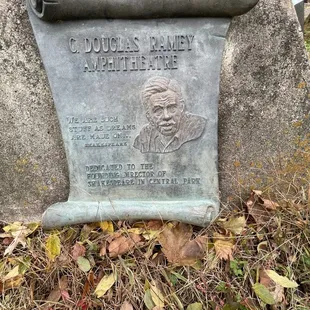 C. DOUGLAS RAMEY
AMPHITHEATRE
WE ARE SUCH
STUFF AS DREAMS
ARE MADE ON...
SHAKESPEARE
DEDICATED TO THE
FOUNDING DIRECTOR OF
SHAKESPEARE IN CENTRAL PARK